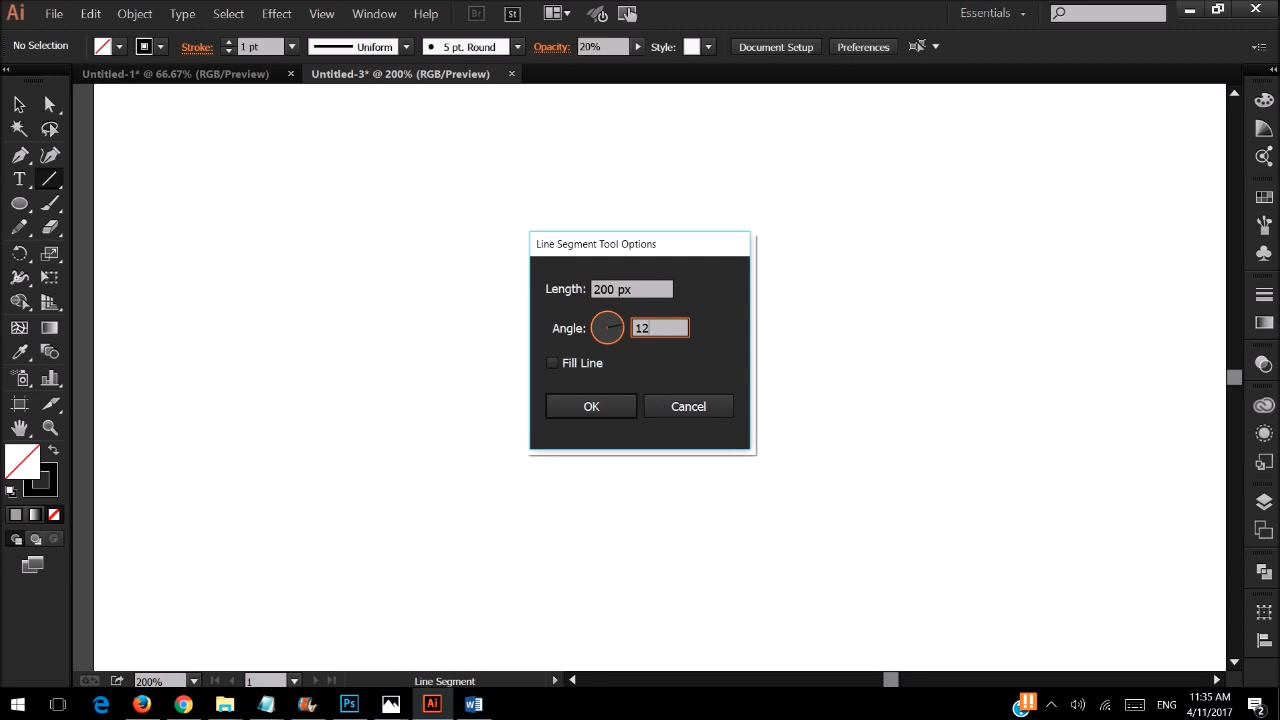 Ai File Edit Object Type Select Effect View Window Help Br St Essentials
No Selection Stroke: 1 pt Uniform 5 pt. Round Opacity: 20% Style: Document Setup Preferences
Untitled-1* @ 66.67% (RGB/Preview) Untitled-3* @ 200% (RGB/Preview)
Line Segment Tool Options
Length: 200 px
Angle: 12
Fill Line
OK Cancel
200% 1 Line Segment
Ps Ai ENG 11:35 AM
4/11/2017 2